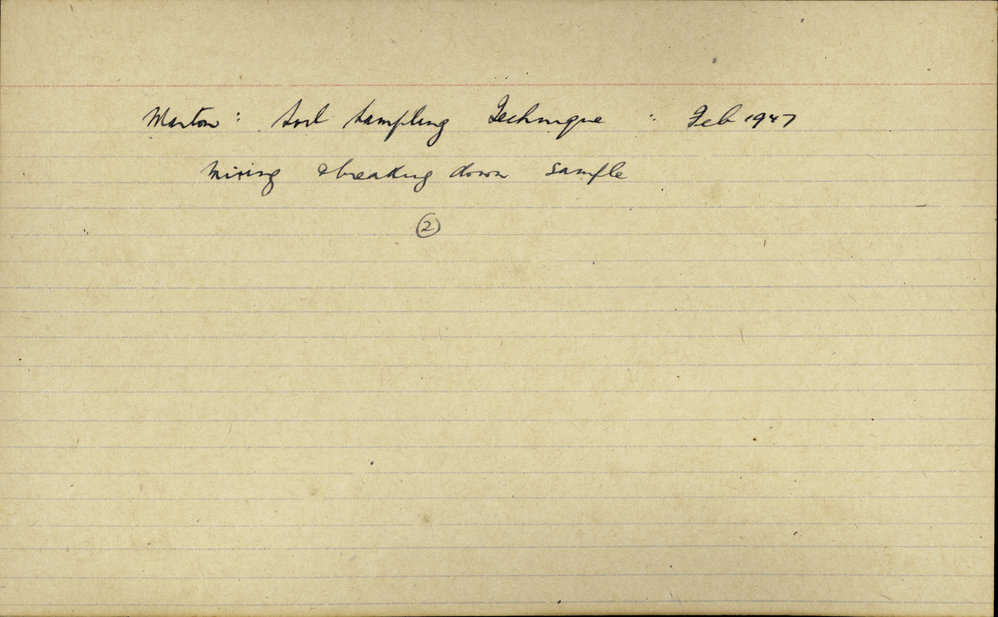 Marton : Soil Sampling Technique : Feb 1947
Mixing & breaking down sample
2